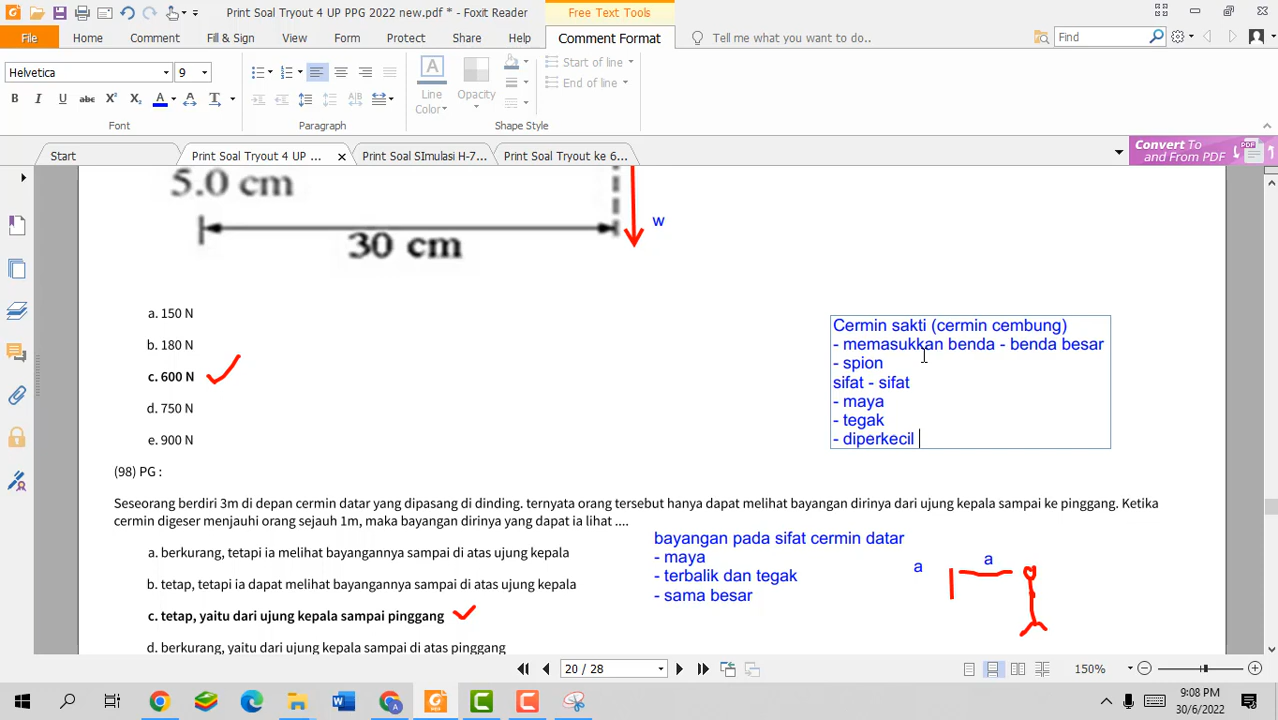 Print Soal Tryout 4 UP PPG 2022 new.pdf * - Foxit Reader
Free Text Tools
File Home Comment Fill & Sign View Form Protect Share Help Comment Format Tell me what you want to do... Find
Helvetica 9
Start of line
End of line
Line Color
Opacity
B I U abc X² X₂ A T
Font Paragraph Shape Style
Start
Print Soal Tryout 4 UP ...
Print Soal SImulasi H-7...
Print Soal Tryout ke 6...
Convert To
and From PDF
PDF
5.0 cm
30 cm
w
a. 150 N
b. 180 N
c. 600 N
d. 750 N
e. 900 N
Cermin sakti (cermin cembung)
- memasukkan benda - benda besar
- spion
sifat - sifat
- maya
- tegak
- diperkecil
(98) PG :
Seseorang berdiri 3m di depan cermin datar yang dipasang di dinding. ternyata orang tersebut hanya dapat melihat bayangan dirinya dari ujung kepala sampai ke pinggang. Ketika
cermin digeser menjauhi orang sejauh 1m, maka bayangan dirinya yang dapat ia lihat ....
a. berkurang, tetapi ia melihat bayangannya sampai di atas ujung kepala
b. tetap, tetapi ia dapat melihat bayangannya sampai di atas ujung kepala
c. tetap, yaitu dari ujung kepala sampai pinggang
d. berkurang, yaitu dari ujung kepala sampai di atas pinggang
bayangan pada sifat cermin datar
- maya
- terbalik dan tegak
- sama besar
a
a
20 / 28
150%
9:08 PM
30/6/2022